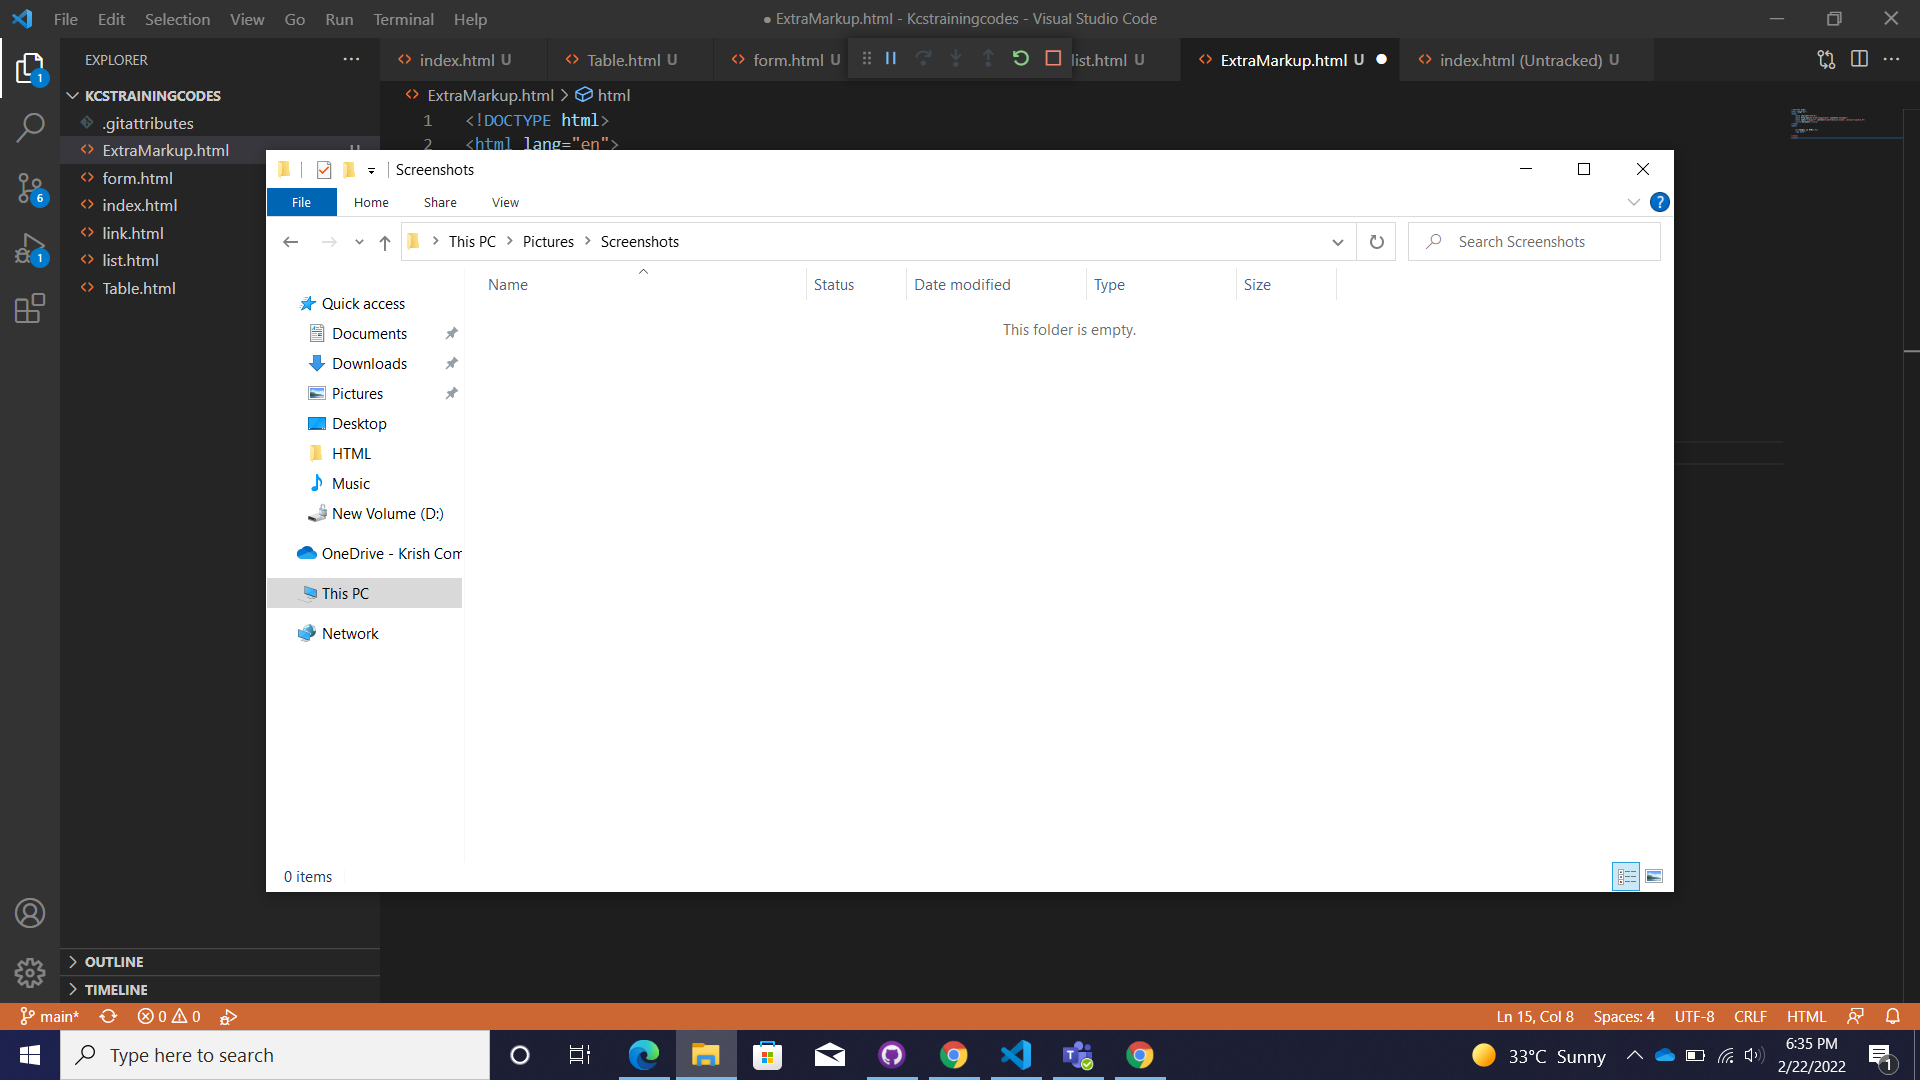 File Edit Selection View Go Run Terminal Help
● ExtraMarkup.html - Kcstrainingcodes - Visual Studio Code
EXPLORER
index.html U
Table.html U
form.html U
list.html U
ExtraMarkup.html U
index.html (Untracked) U
1
KCSTRAININGCODES
ExtraMarkup.html > html
.gitattributes
1 <!DOCTYPE html>
ExtraMarkup.html
2 <html lang="en">
form.html
index.html
link.html
list.html
Table.html
6
1
Screenshots
File Home Share View
?
This PC > Pictures > Screenshots
Search Screenshots
Name Status Date modified Type Size
This folder is empty.
Quick access
Documents
Downloads
Pictures
Desktop
HTML
Music
New Volume (D:)
OneDrive - Krish Com
This PC
Network
0 items
OUTLINE
TIMELINE
main* 0 0
Ln 15, Col 8 Spaces: 4 UTF-8 CRLF HTML
Type here to search
33°C Sunny
6:35 PM
2/22/2022
1